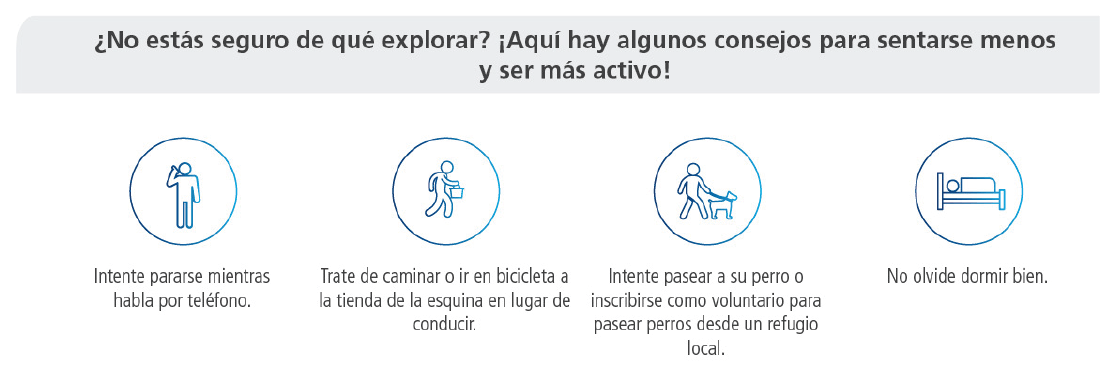 ¿No estás seguro de qué explorar? ¡Aquí hay algunos consejos para sentarse menos
y ser más activo!
Intente pararse mientras
habla por teléfono.
Trate de caminar o ir en bicicleta a
la tienda de la esquina en lugar de
conducir.
Intente pasear a su perro o
inscribirse como voluntario para
pasear perros desde un refugio
local.
No olvide dormir bien.